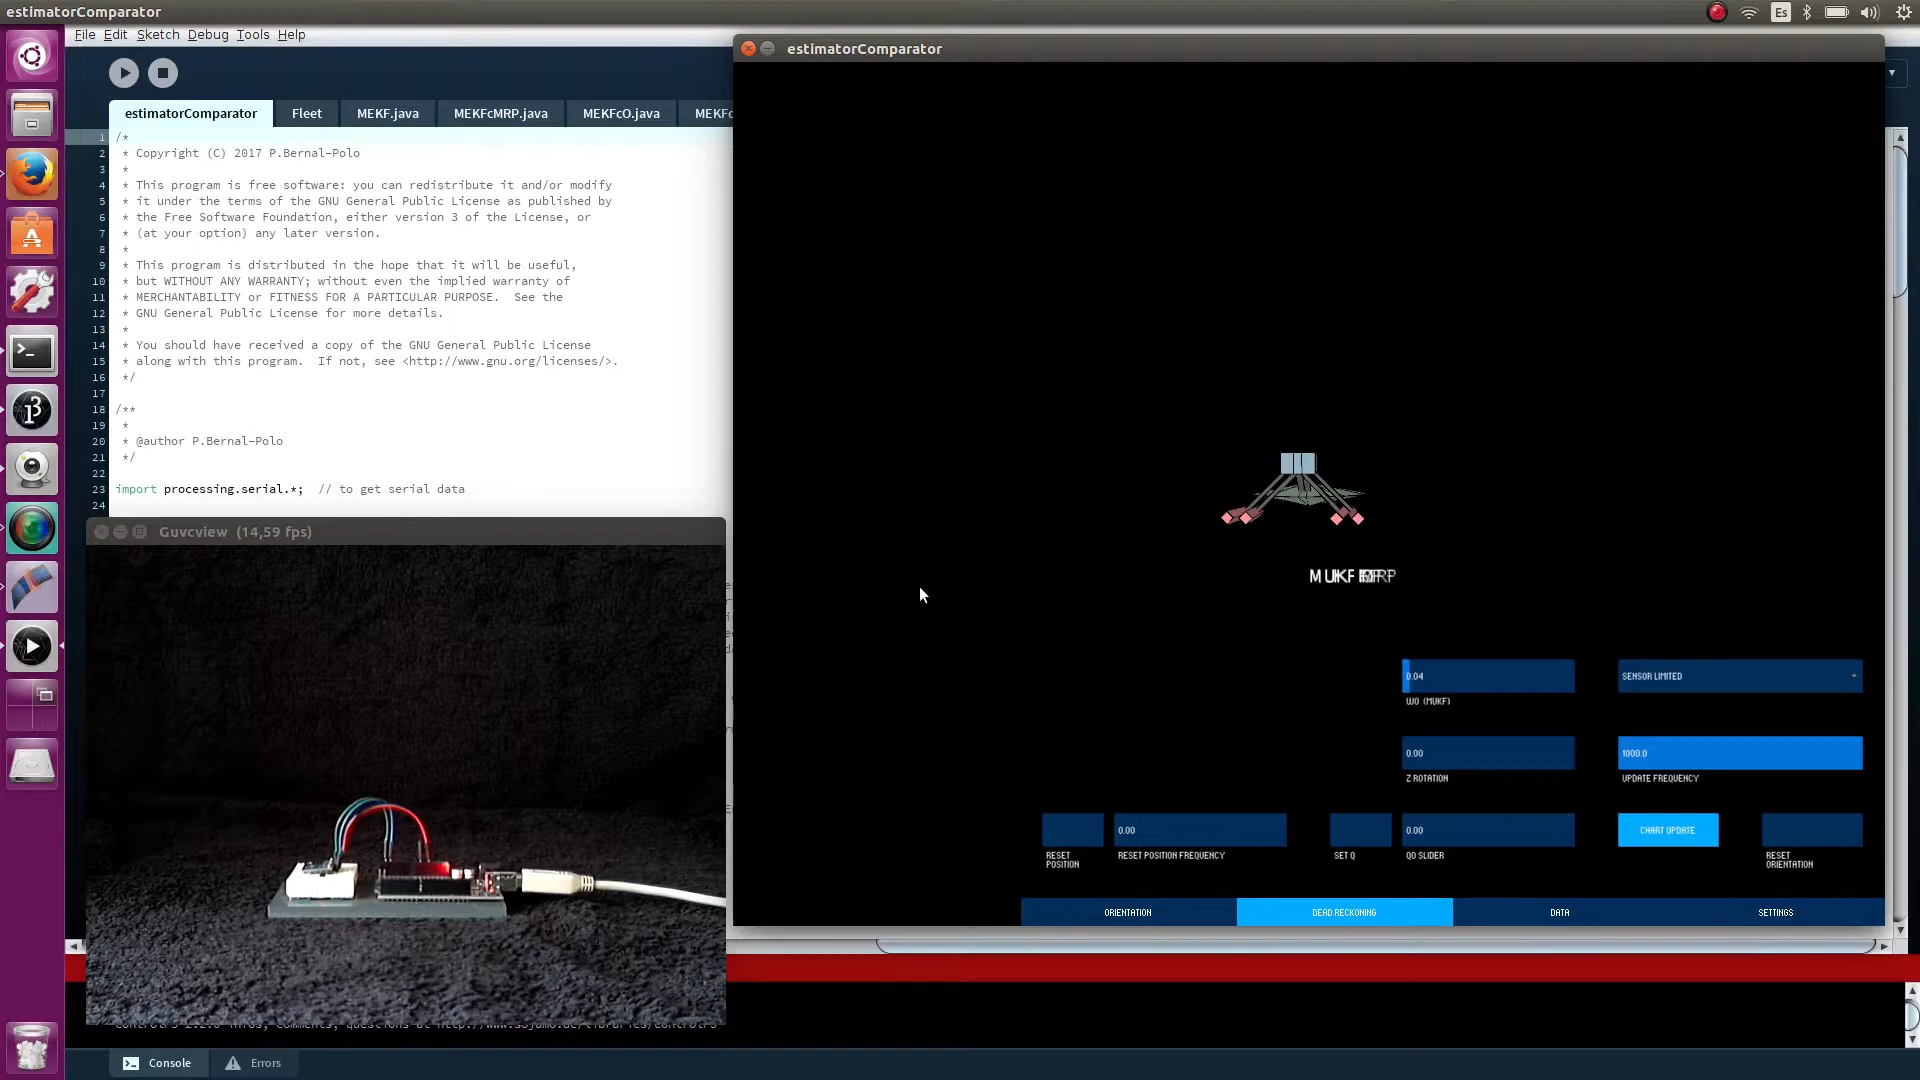 estimatorComparator
Es
File Edit Sketch Debug Tools Help
estimatorComparator Fleet MEKF.java MEKFcMRP.java MEKFcO.java MEKFc
1 /*
2 * Copyright (C) 2017 P.Bernal-Polo
3 *
4 * This program is free software: you can redistribute it and/or modify
5 it under the terms of the GNU General Public License as published by
6 * the Free Software Foundation, either version 3 of the License, or
7 * (at your option) any later version.
8 *
9 * This program is distributed in the hope that it will be useful,
10 * but WITHOUT ANY WARRANTY; without even the implied warranty of
11 * MERCHANTABILITY or FITNESS FOR A PARTICULAR PURPOSE.  See the
12 * GNU General Public License for more details.
13 *
14 * You should have received a copy of the GNU General Public License
15 * along with this program.  If not, see <http://www.gnu.org/licenses/>.
16 */
17
18 /**
19 *
20 * @author P.Bernal-Polo
21 */
22
23 import processing.serial.*;  // to get serial data
24
Guvcview (14,59 fps)
Console
Errors
estimatorComparator
0.04
WO (MUKF)
SENSOR LIMITED
0.00
Z ROTATION
1000.0
UPDATE FREQUENCY
RESET POSITION
0.00
RESET POSITION FREQUENCY
SET Q
0.00
QO SLIDER
CHART UPDATE
RESET ORIENTATION
ORIENTATION
DEAD RECKONING
DATA
SETTINGS